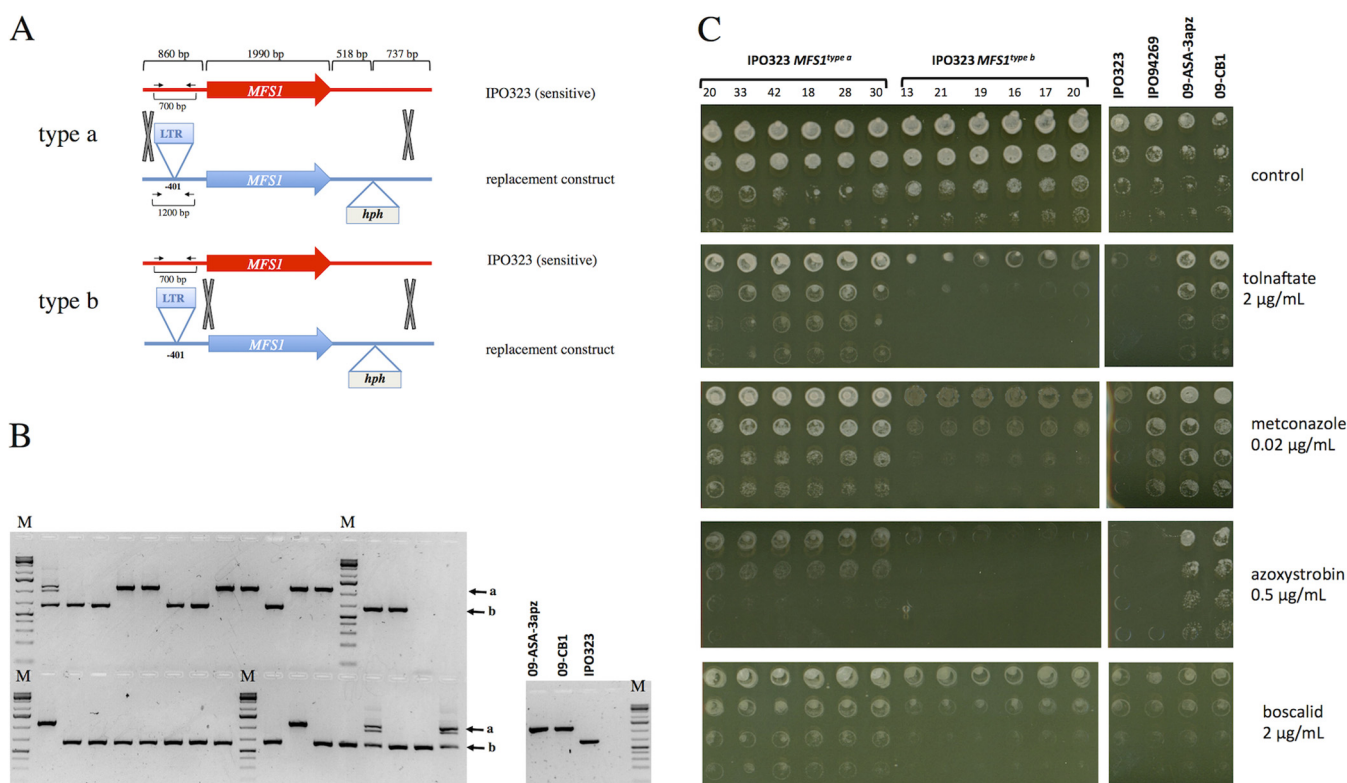 A
860 bp 1990 bp 518 bp 737 bp
MFS1
IPO323 (sensitive)
700 bp
type a
LTR
-401
MFS1
replacement construct
1200 bp
hph
MFS1
IPO323 (sensitive)
700 bp
type b
LTR
-401
MFS1
replacement construct
hph
B
M M
a
b
M M
a
b
09-ASA-3apz
09-CB1
IPO323
M
C
IPO323 MFS1type a IPO323 MFS1type b
IPO323
IPO94269
09-ASA-3apz
09-CB1
20 33 42 18 28 30 13 21 19 16 17 20
control
tolnaftate
2 µg/mL
metconazole
0.02 µg/mL
azoxystrobin
0.5 µg/mL
boscalid
2 µg/mL